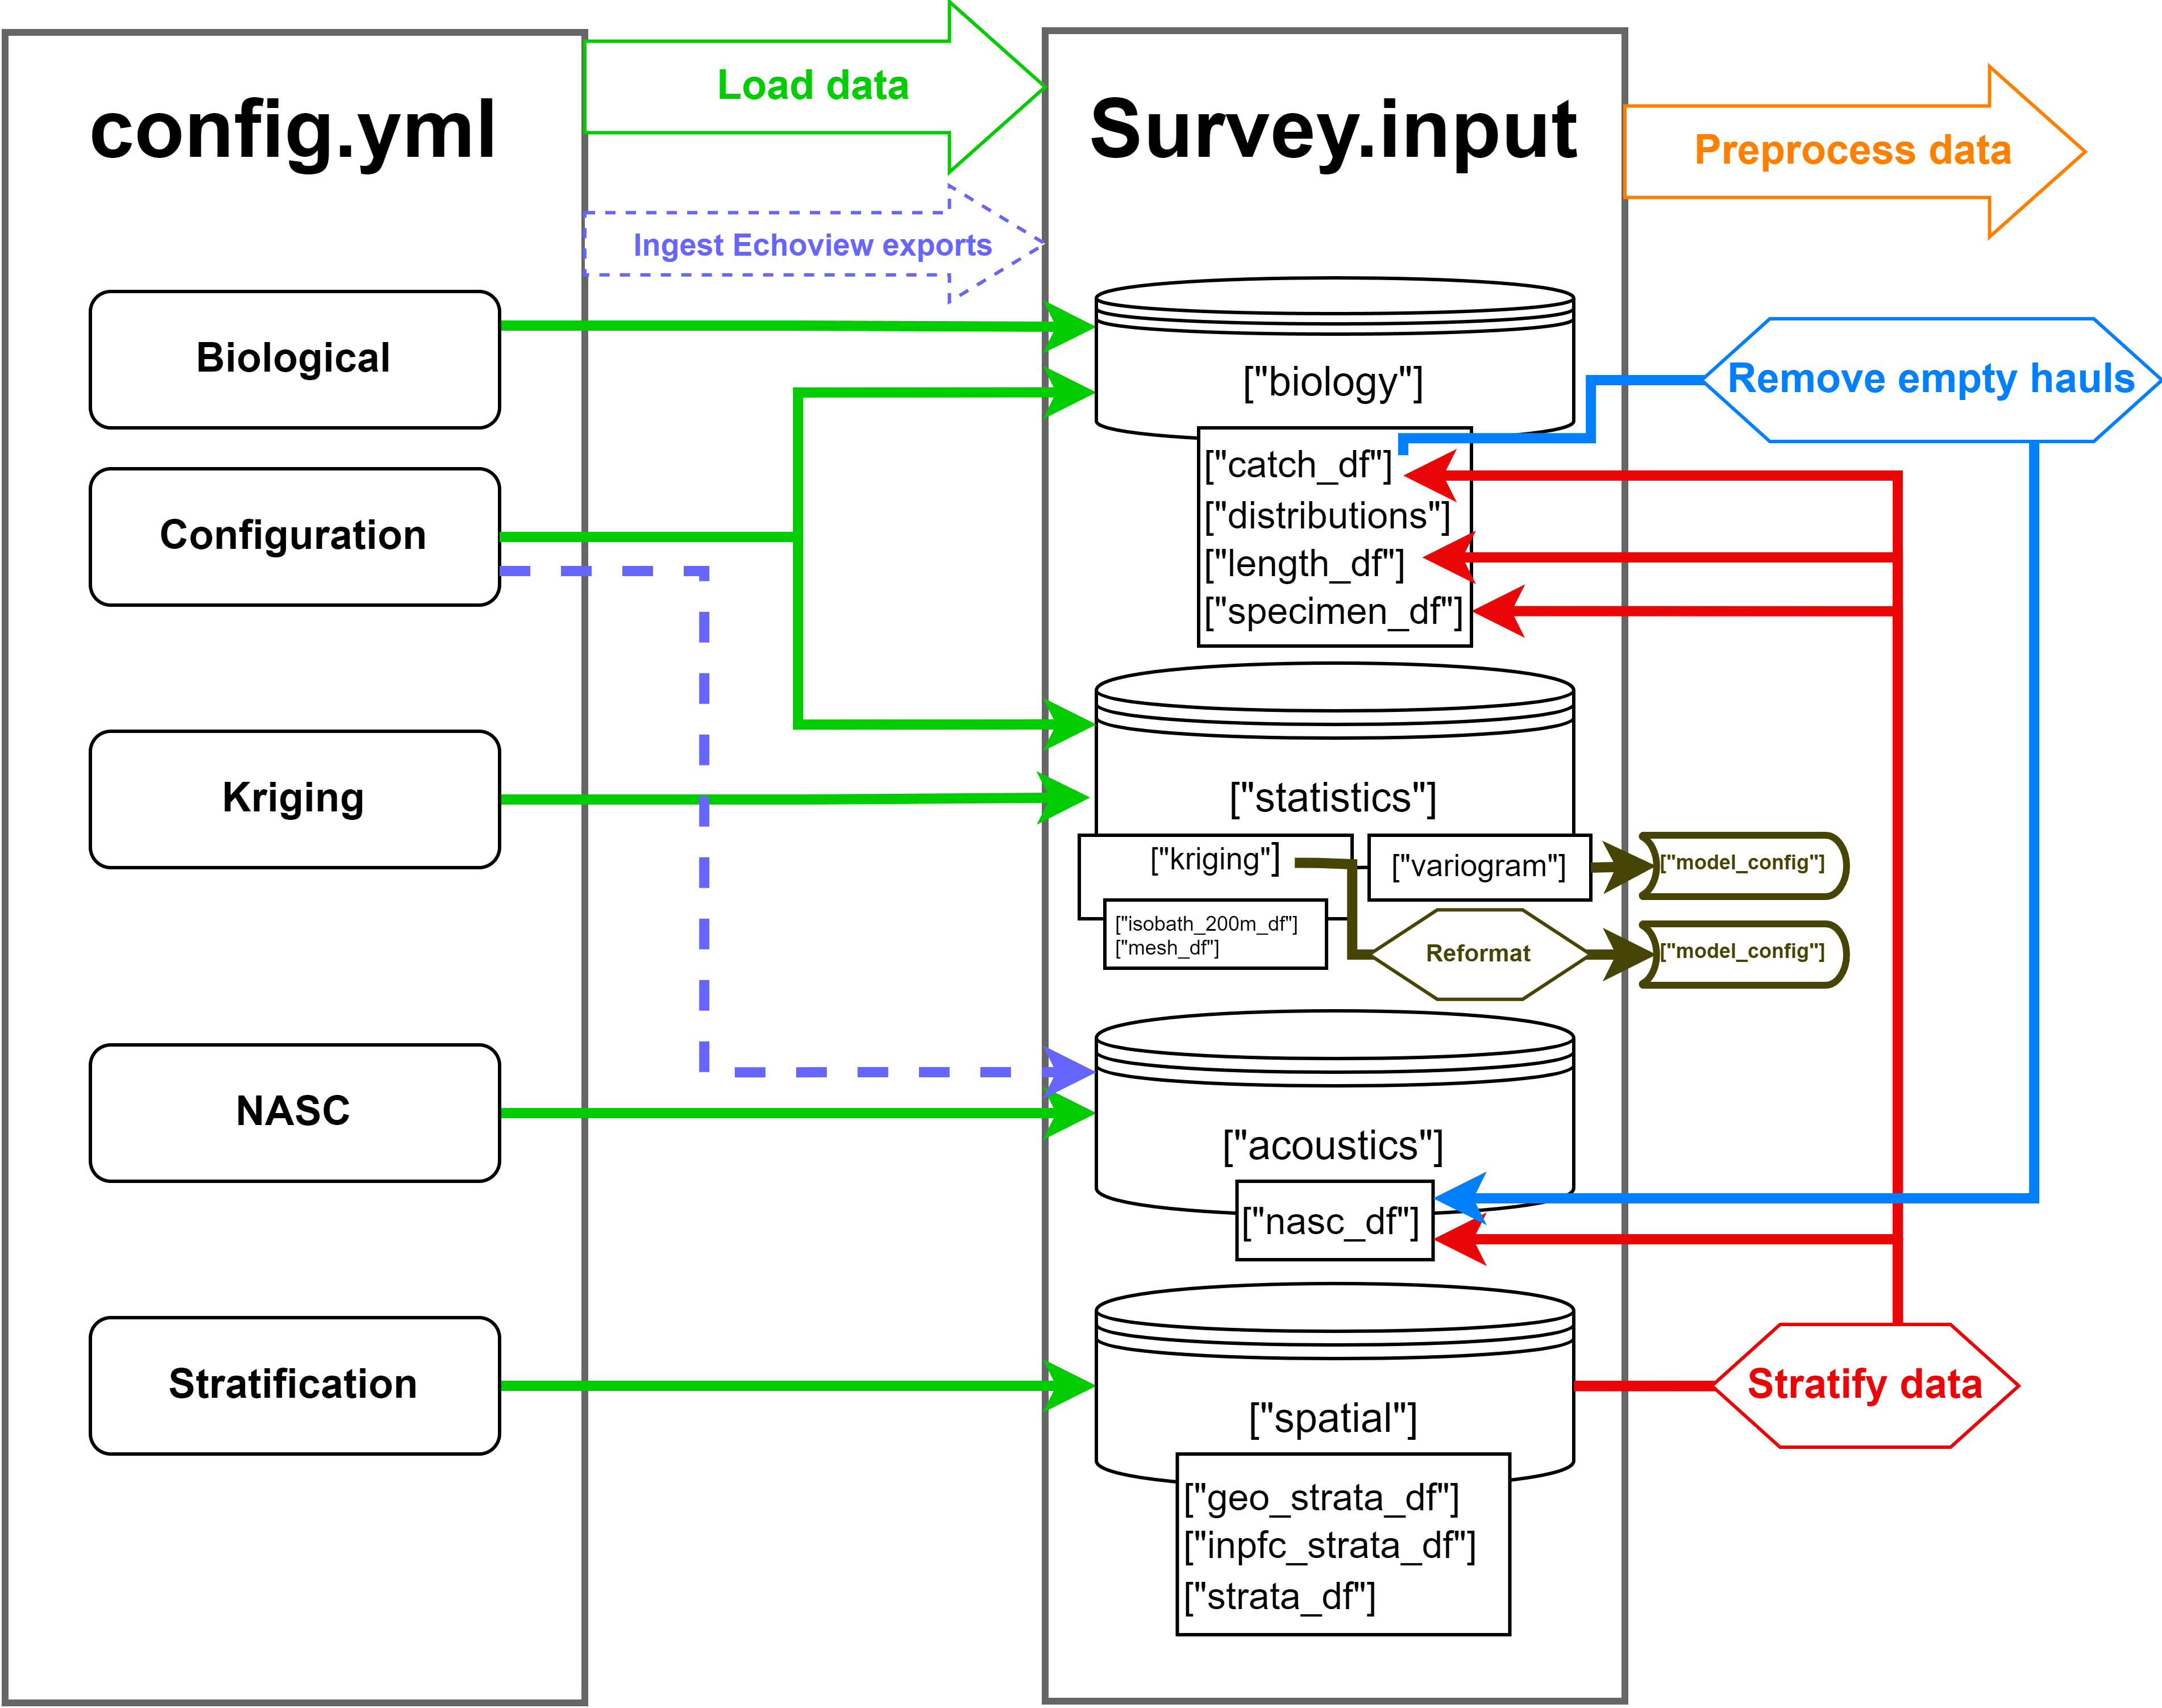 config.yml
Load data
Ingest Echoview exports
Survey.input
Preprocess data
Biological
Configuration
Kriging
NASC
Stratification
["biology"]
["catch_df"]
["distributions"]
["length_df"]
["specimen_df"]
Remove empty hauls
["statistics"]
["kriging"]
["variogram"]
["model_config"]
["isobath_200m_df"]
["mesh_df"]
Reformat
["model_config"]
["acoustics"]
["nasc_df"]
["spatial"]
["geo_strata_df"]
["inpfc_strata_df"]
["strata_df"]
Stratify data